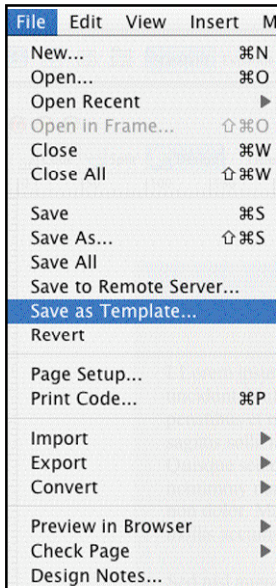 File Edit View Insert M
New... ⌘N
Open... ⌘O
Open Recent ▶
Open in Frame... ⇧⌘O
Close ⌘W
Close All ⇧⌘W
Save ⌘S
Save As... ⇧⌘S
Save All
Save to Remote Server...
Save as Template...
Revert
Page Setup...
Print Code... ⌘P
Import ▶
Export ▶
Convert ▶
Preview in Browser ▶
Check Page ▶
Design Notes...